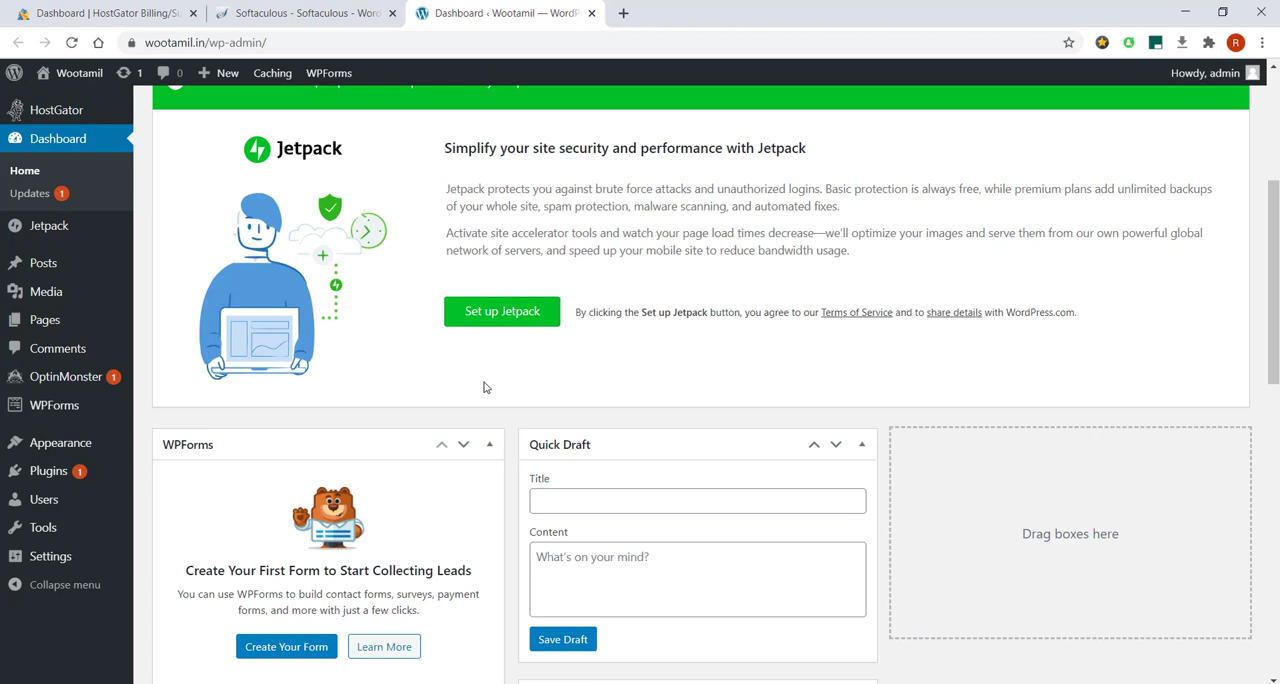 Dashboard | HostGator Billing/Su
Softaculous - Softaculous - Wor
Dashboard ‹ Wootamil — WordP
wootamil.in/wp-admin/
R
Wootamil
1
0
New
Caching
WPForms
Howdy, admin
HostGator
Dashboard
Home
Updates 1
Jetpack
Posts
Media
Pages
Comments
OptinMonster 1
WPForms
Appearance
Plugins 1
Users
Tools
Settings
Collapse menu
Jetpack
Simplify your site security and performance with Jetpack
Jetpack protects you against brute force attacks and unauthorized logins. Basic protection is always free, while premium plans add unlimited backups
of your whole site, spam protection, malware scanning, and automated fixes.
Activate site accelerator tools and watch your page load times decrease—we'll optimize your images and serve them from our own powerful global
network of servers, and speed up your mobile site to reduce bandwidth usage.
Set up Jetpack
By clicking the Set up Jetpack button, you agree to our Terms of Service and to share details with WordPress.com.
WPForms
Create Your First Form to Start Collecting Leads
You can use WPForms to build contact forms, surveys, payment
forms, and more with just a few clicks.
Create Your Form
Learn More
Quick Draft
Title
Content
What's on your mind?
Save Draft
Drag boxes here